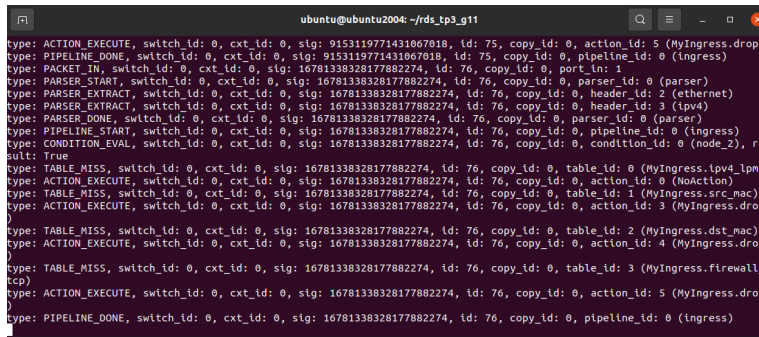 ubuntu@ubuntu2004: ~/rds_tp3_g11
type: ACTION_EXECUTE, switch_id: 0, cxt_id: 0, sig: 9153119771431067018, id: 75, copy_id: 0, action_id: 5 (MyIngress.drop
type: PIPELINE_DONE, switch_id: 0, cxt_id: 0, sig: 9153119771431067018, id: 75, copy_id: 0, pipeline_id: 0 (ingress)
type: PACKET_IN, switch_id: 0, cxt_id: 0, sig: 16781338328177882274, id: 76, copy_id: 0, port_in: 1
type: PARSER_START, switch_id: 0, cxt_id: 0, sig: 16781338328177882274, id: 76, copy_id: 0, parser_id: 0 (parser)
type: PARSER_EXTRACT, switch_id: 0, cxt_id: 0, sig: 16781338328177882274, id: 76, copy_id: 0, header_id: 2 (ethernet)
type: PARSER_EXTRACT, switch_id: 0, cxt_id: 0, sig: 16781338328177882274, id: 76, copy_id: 0, header_id: 3 (ipv4)
type: PARSER_DONE, switch_id: 0, cxt_id: 0, sig: 16781338328177882274, id: 76, copy_id: 0, parser_id: 0 (parser)
type: PIPELINE_START, switch_id: 0, cxt_id: 0, sig: 16781338328177882274, id: 76, copy_id: 0, pipeline_id: 0 (ingress)
type: CONDITION_EVAL, switch_id: 0, cxt_id: 0, sig: 16781338328177882274, id: 76, copy_id: 0, condition_id: 0 (node_2), r
sult: True
type: TABLE_MISS, switch_id: 0, cxt_id: 0, sig: 16781338328177882274, id: 76, copy_id: 0, table_id: 0 (MyIngress.ipv4_lpm
type: ACTION_EXECUTE, switch_id: 0, cxt_id: 0, sig: 16781338328177882274, id: 76, copy_id: 0, action_id: 0 (NoAction)
type: TABLE_MISS, switch_id: 0, cxt_id: 0, sig: 16781338328177882274, id: 76, copy_id: 0, table_id: 1 (MyIngress.src_mac)
type: ACTION_EXECUTE, switch_id: 0, cxt_id: 0, sig: 16781338328177882274, id: 76, copy_id: 0, action_id: 3 (MyIngress.dro
)
type: TABLE_MISS, switch_id: 0, cxt_id: 0, sig: 16781338328177882274, id: 76, copy_id: 0, table_id: 2 (MyIngress.dst_mac)
type: ACTION_EXECUTE, switch_id: 0, cxt_id: 0, sig: 16781338328177882274, id: 76, copy_id: 0, action_id: 4 (MyIngress.dro
)
type: TABLE_MISS, switch_id: 0, cxt_id: 0, sig: 16781338328177882274, id: 76, copy_id: 0, table_id: 3 (MyIngress.firewall
tcp)
type: ACTION_EXECUTE, switch_id: 0, cxt_id: 0, sig: 16781338328177882274, id: 76, copy_id: 0, action_id: 5 (MyIngress.dro
)
type: PIPELINE_DONE, switch_id: 0, cxt_id: 0, sig: 16781338328177882274, id: 76, copy_id: 0, pipeline_id: 0 (ingress)